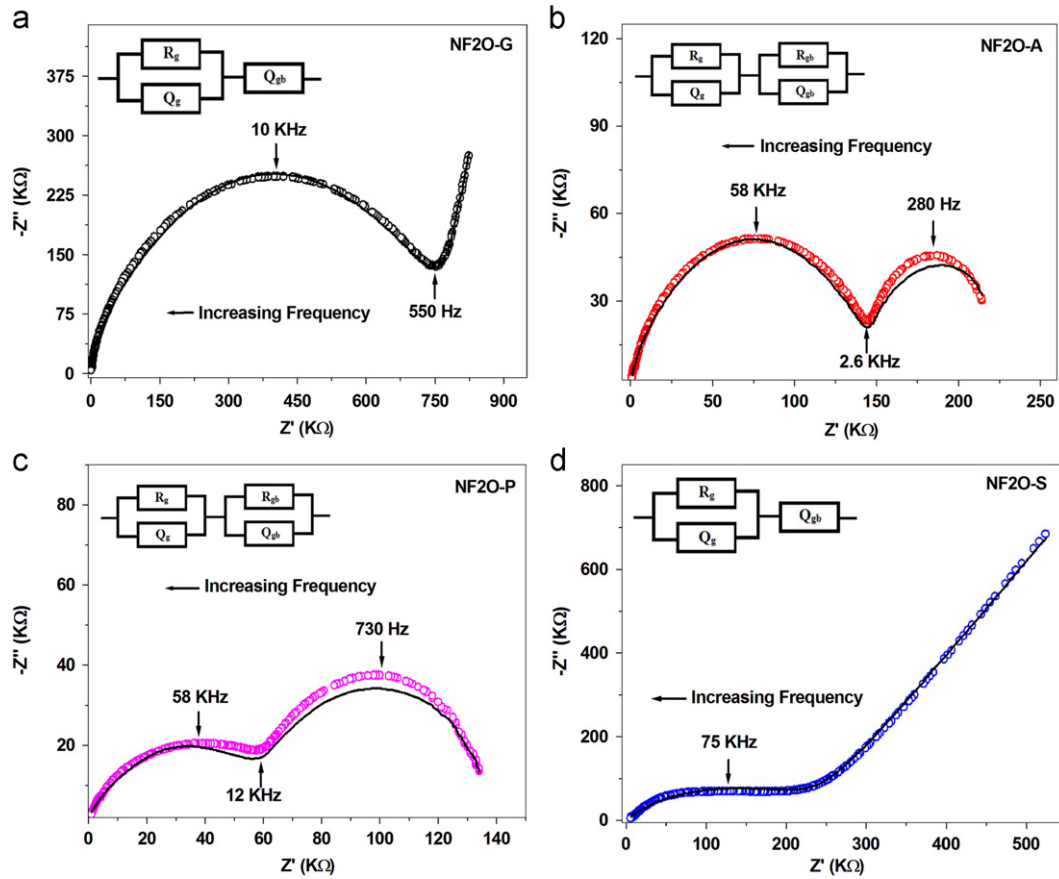 a
NF2O-G
Rg
Qg
Qgb
10 KHz
550 Hz
Increasing Frequency
-Z'' (KΩ)
375
300
225
150
75
0
0 150 300 450 600 750 900
Z' (KΩ)
b
NF2O-A
Rg
Qg
Rgb
Qgb
Increasing Frequency
58 KHz
280 Hz
2.6 KHz
-Z'' (KΩ)
120
90
60
30
0 50 100 150 200 250
Z' (KΩ)
c
NF2O-P
Rg
Qg
Rgb
Qgb
Increasing Frequency
730 Hz
58 KHz
12 KHz
-Z'' (KΩ)
80
60
40
20
0 20 40 60 80 100 120 140
Z' (KΩ)
d
NF2O-S
Rg
Qg
Qgb
Increasing Frequency
75 KHz
-Z'' (KΩ)
800
600
400
200
0
0 100 200 300 400 500
Z' (KΩ)